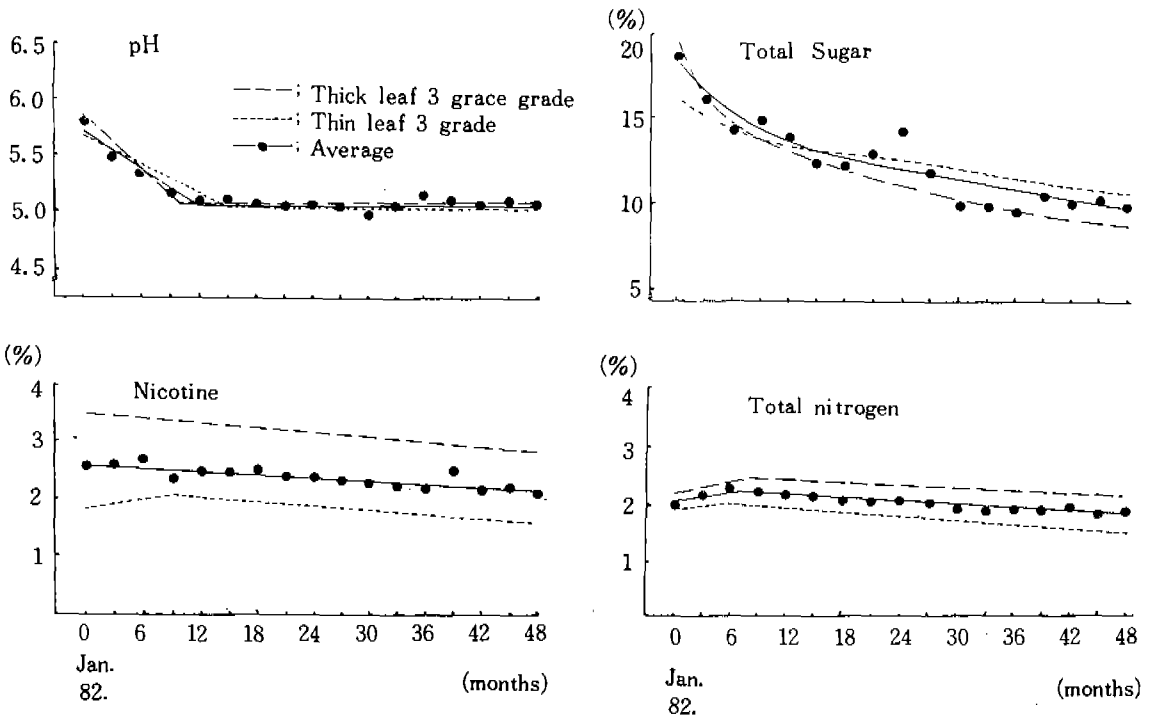 pH
6.5
6.0
5.5
5.0
4.5
Thick leaf 3 grace grade
Thin leaf 3 grade
Average
(%)
Total Sugar
20
15
10
5
(%)
Nicotine
4
3
2
1
0 6 12 18 24 30 36 42 48
Jan.
82.
(months)
(%)
Total nitrogen
4
3
2
1
0 6 12 18 24 30 36 42 48
Jan.
82.
(months)